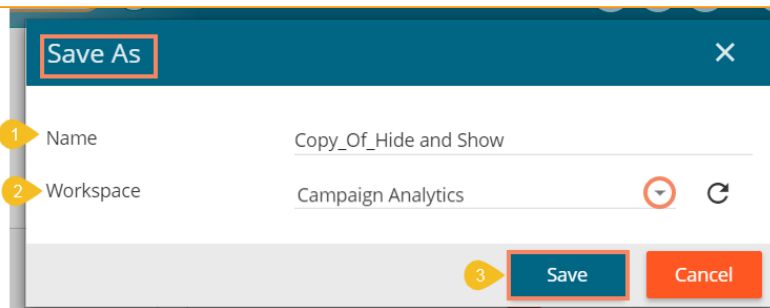 Save As
1 Name Copy_Of_Hide and Show
2 Workspace Campaign Analytics
3 Save Cancel